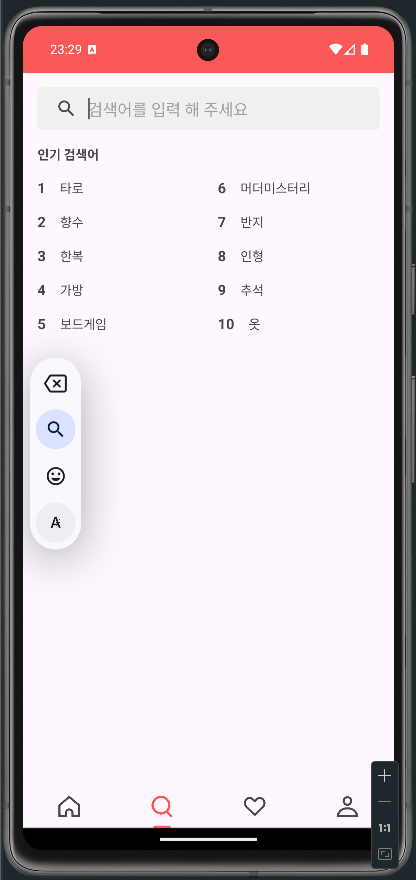 23:29 A
검색어를 입력 해 주세요
인기 검색어
1 타로
2 향수
3 한복
4 가방
5 보드게임
6 머더미스터리
7 반지
8 인형
9 추석
10 옷
A
1:1